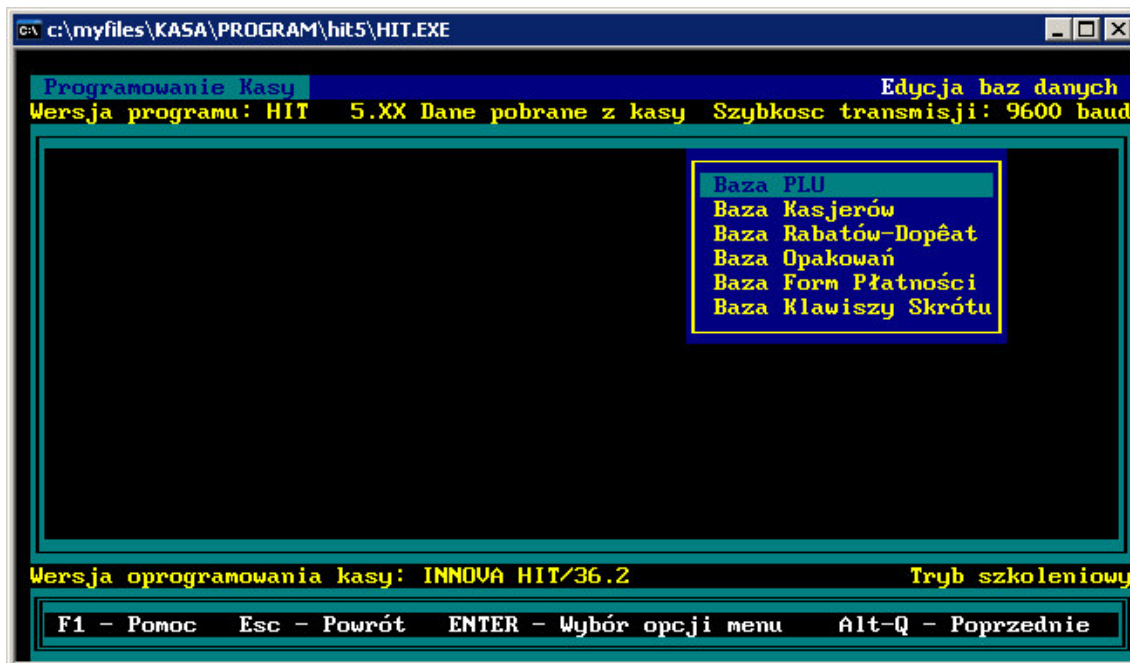 c:\myfiles\KASA\PROGRAM\hit5\HIT.EXE
Programowanie Kasy Edycja baz danych
Wersja programu: HIT 5.XX Dane pobrane z kasy Szybkosc transmisji: 9600 baud
Baza PLU
Baza Kasjerów
Baza Rabatów-Dopêat
Baza Opakowań
Baza Form Płatności
Baza Klawiszy Skrótu
Wersja oprogramowania kasy: INNOVA HIT/36.2 Tryb szkoleniowy
F1 - Pomoc Esc - Powrót ENTER - Wybór opcji menu Alt-Q - Poprzednie